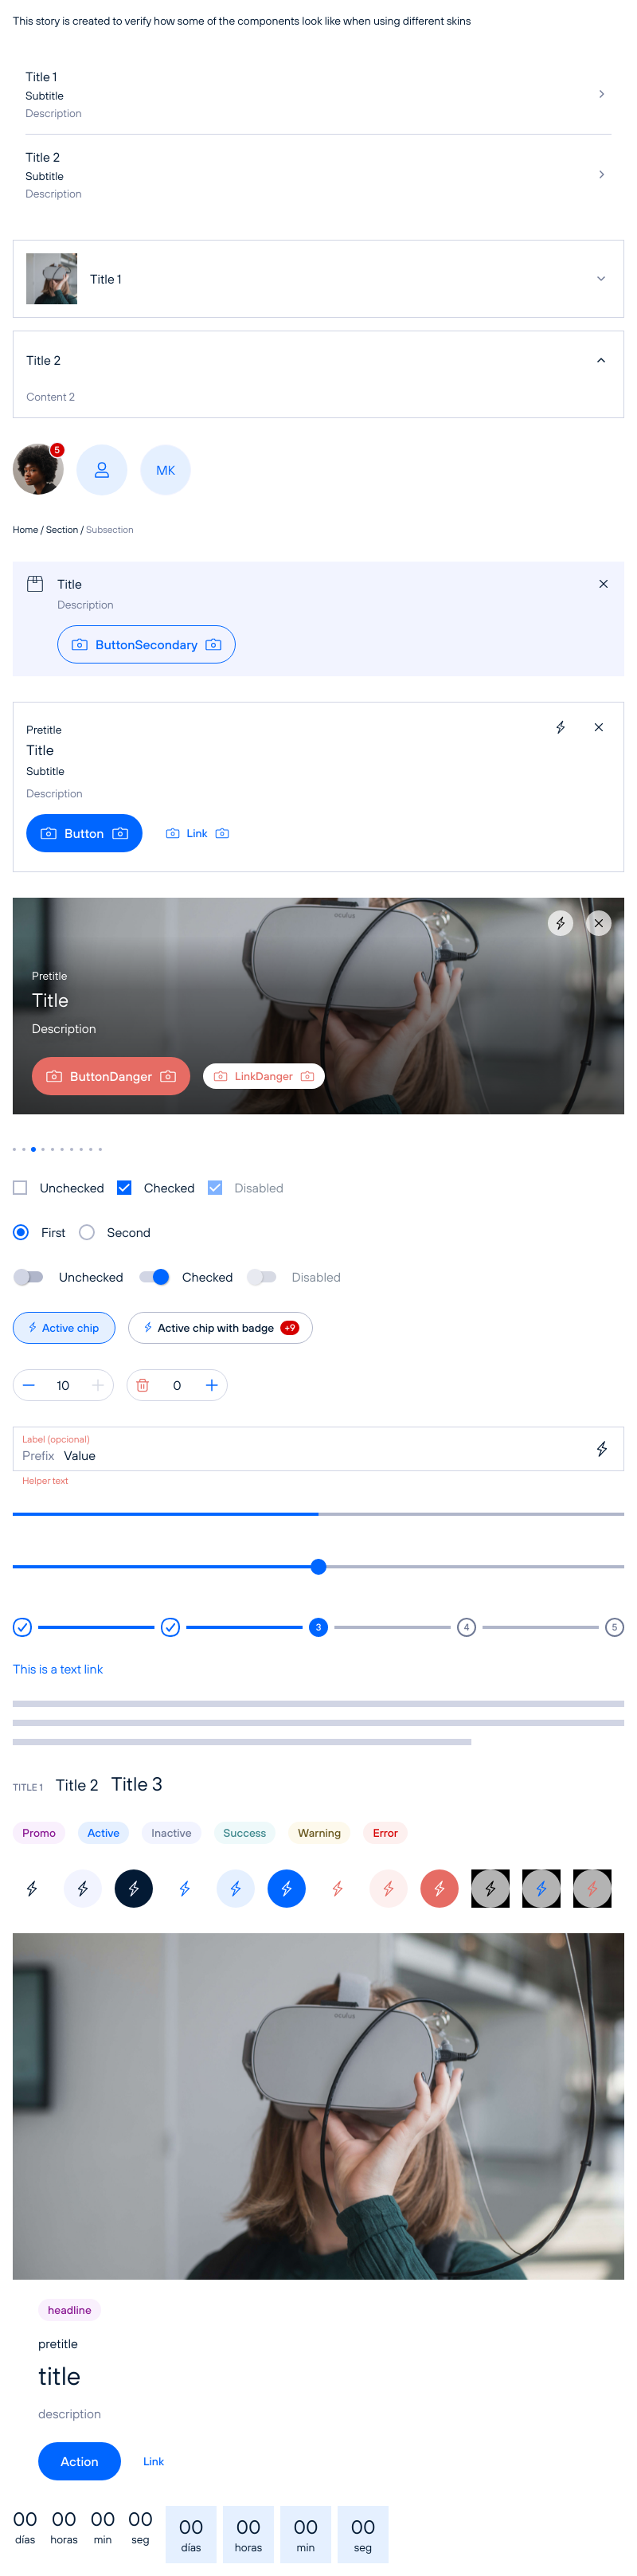 This story is created to verify how some of the components look like when using different skins
Title 1
Subtitle
Description
Title 2
Subtitle
Description
Title 1
Title 2
Content 2
5
MK
Home / Section / Subsection
Title
Description
ButtonSecondary
Pretitle
Title
Subtitle
Description
Button Link
oculus
Pretitle
Title
Description
ButtonDanger LinkDanger
Unchecked Checked Disabled
First Second
Unchecked Checked Disabled
Active chip Active chip with badge +9
10 0
Label (opcional)
Prefix Value
Helper text
3 4 5
This is a text link
TITLE 1 Title 2 Title 3
Promo Active Inactive Success Warning Error
oculus
headline
pretitle
title
description
Action Link
00 00 00 00 00 00 00 00
días horas min seg días horas min seg